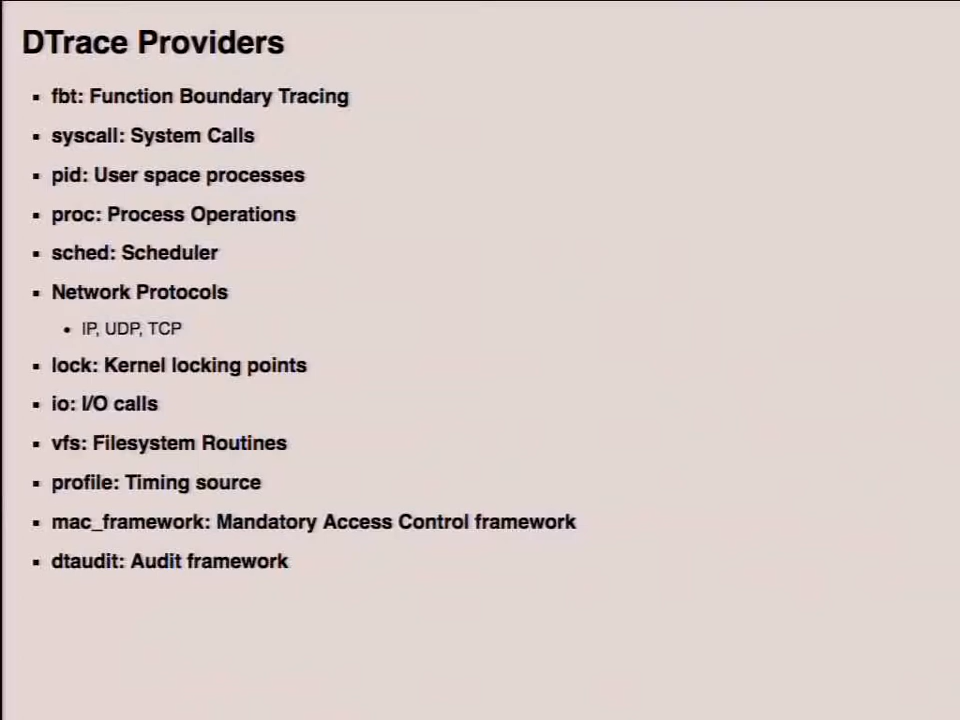 DTrace Providers
fbt: Function Boundary Tracing
syscall: System Calls
pid: User space processes
proc: Process Operations
sched: Scheduler
Network Protocols
IP, UDP, TCP
lock: Kernel locking points
io: I/O calls
vfs: Filesystem Routines
profile: Timing source
mac_framework: Mandatory Access Control framework
dtaudit: Audit framework